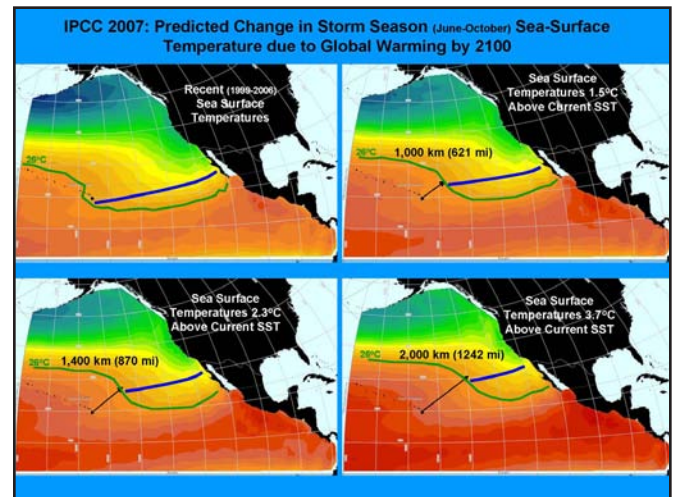 IPCC 2007: Predicted Change in Storm Season (June-October) Sea-Surface
Temperature due to Global Warming by 2100
Recent (1999-2006)
Sea Surface
Temperatures
26°C
Sea Surface
Temperatures 1.5°C
Above Current SST
1,000 km (621 mi)
26°C
Sea Surface
Temperatures 2.3°C
Above Current SST
1,400 km (870 mi)
26°C
Sea Surface
Temperatures 3.7°C
Above Current SST
2,000 km (1242 mi)
26°C